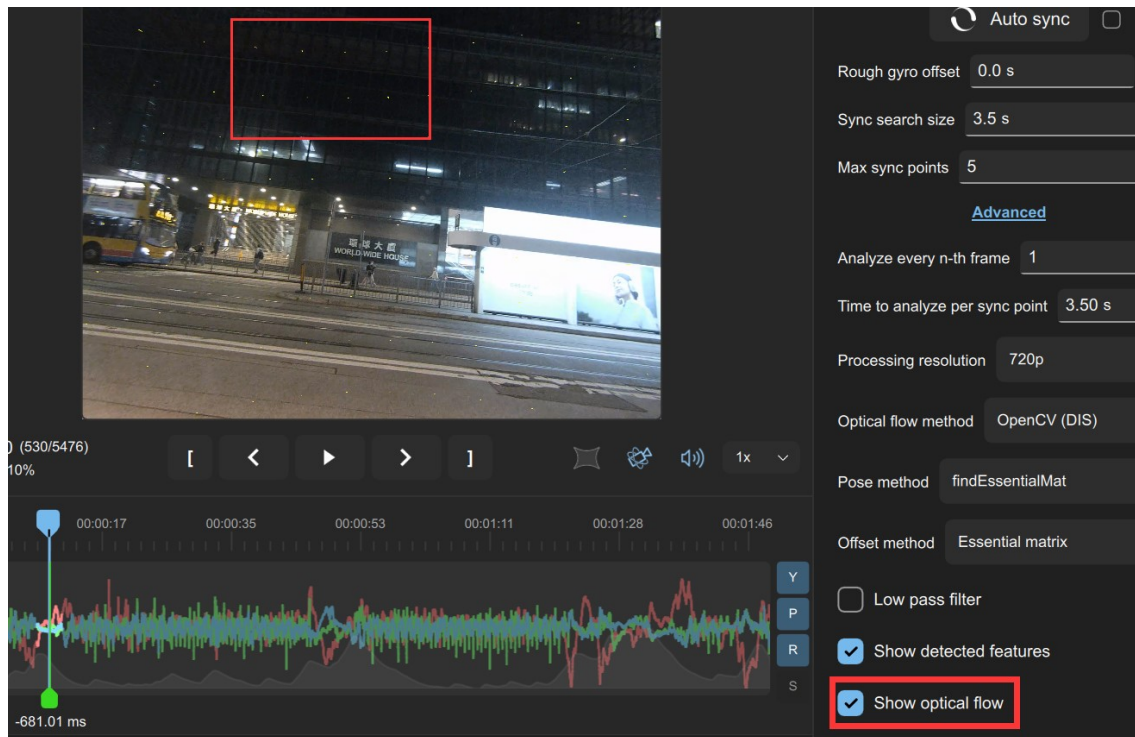 Auto sync
Rough gyro offset 0.0 s
Sync search size 3.5 s
Max sync points 5
Advanced
Analyze every n-th frame 1
Time to analyze per sync point 3.50 s
Processing resolution 720p
Optical flow method OpenCV (DIS)
Pose method findEssentialMat
Offset method Essential matrix
Low pass filter
Show detected features
Show optical flow
環球大廈
WORLD-WIDE HOUSE
(530/5476)
10%
[ ]
1x
00:00:17 00:00:35 00:00:53 00:01:11 00:01:28 00:01:46
Y
P
R
S
-681.01 ms